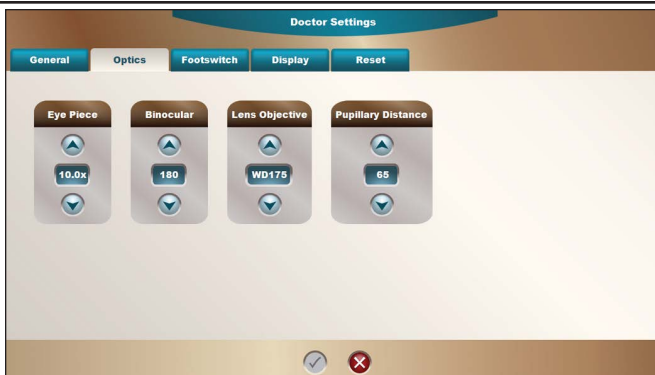 Doctor Settings
General Optics Footswitch Display Reset
Eye Piece Binocular Lens Objective Pupillary Distance
10.0x 180 WD175 65